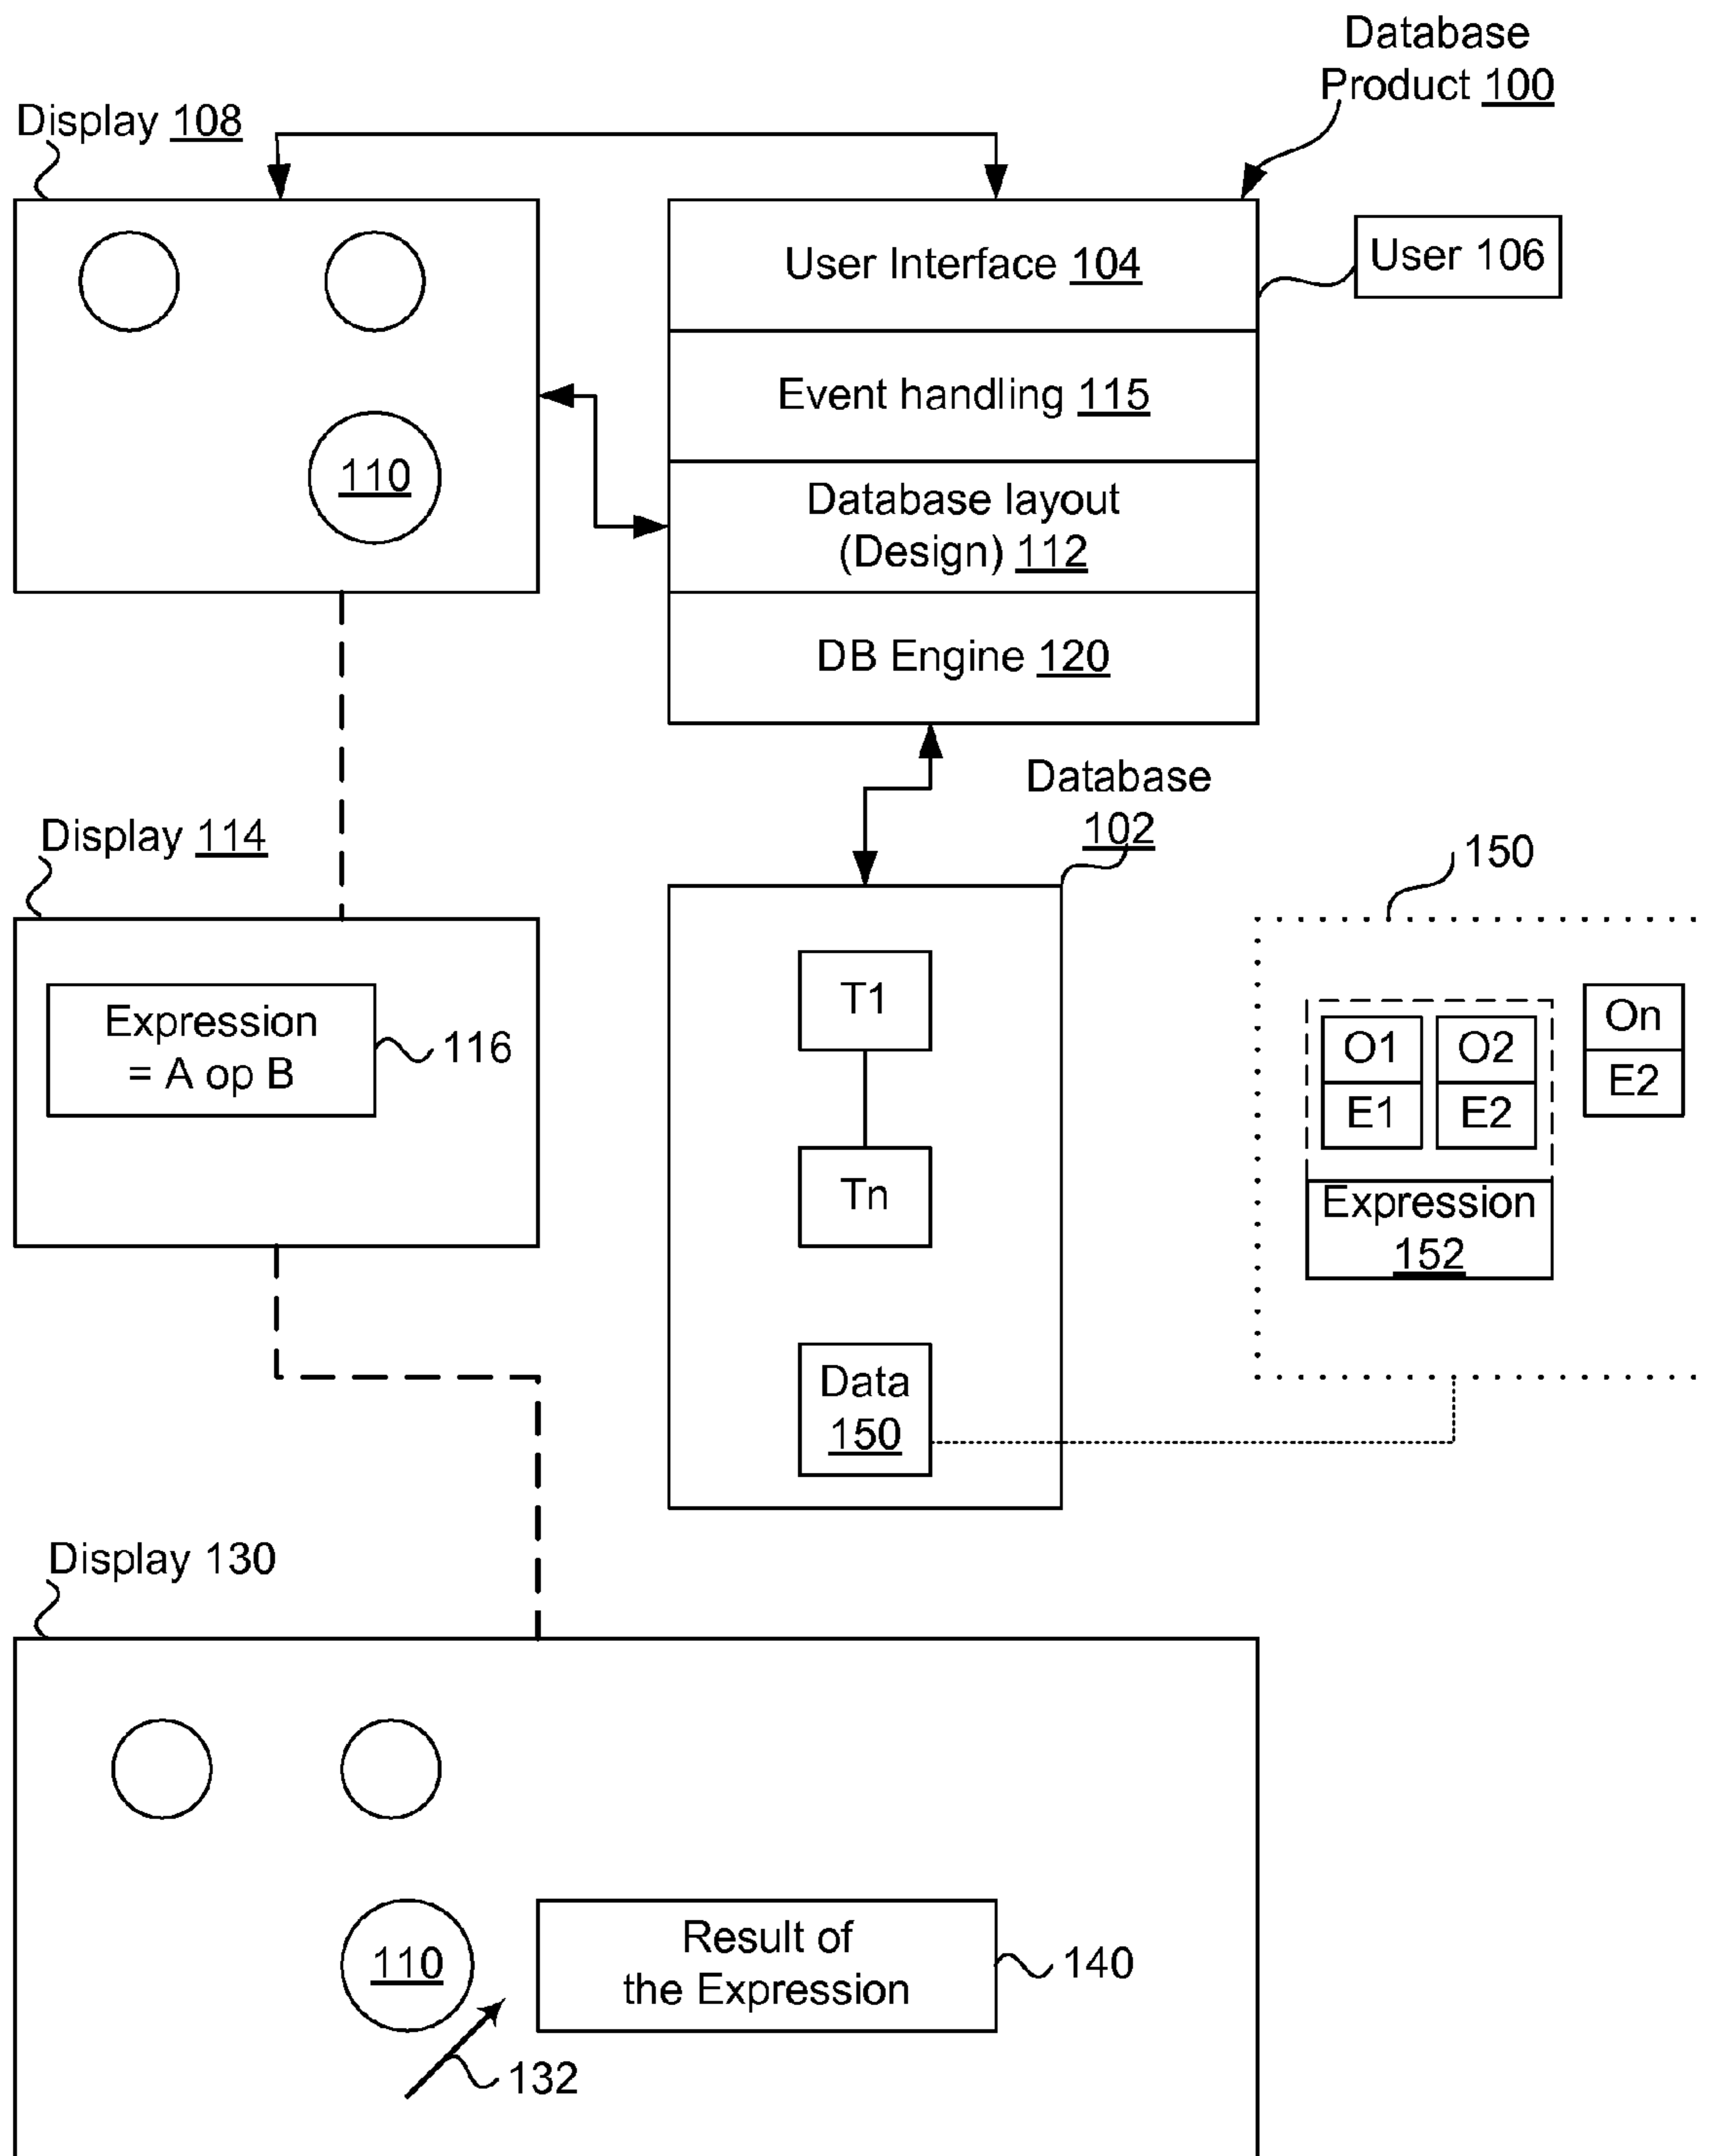 Database
Product 100
Display 108
User Interface 104
User 106
Event handling 115
110
Database layout
(Design) 112
DB Engine 120
Database
102
Display 114
150
Expression
= A op B
116
T1
Tn
Data
150
O1
O2
On
E1
E2
E2
Expression
152
Display 130
110
Result of
the Expression
140
132